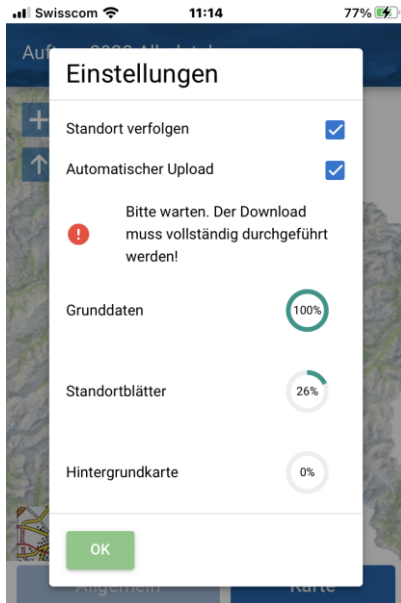 Swisscom 11:14 77%
Einstellungen
Standort verfolgen
Automatischer Upload
Bitte warten. Der Download
muss vollständig durchgeführt
werden!
Grunddaten 100%
Standortblätter 26%
Hintergrundkarte 0%
OK
Allgemein Karte